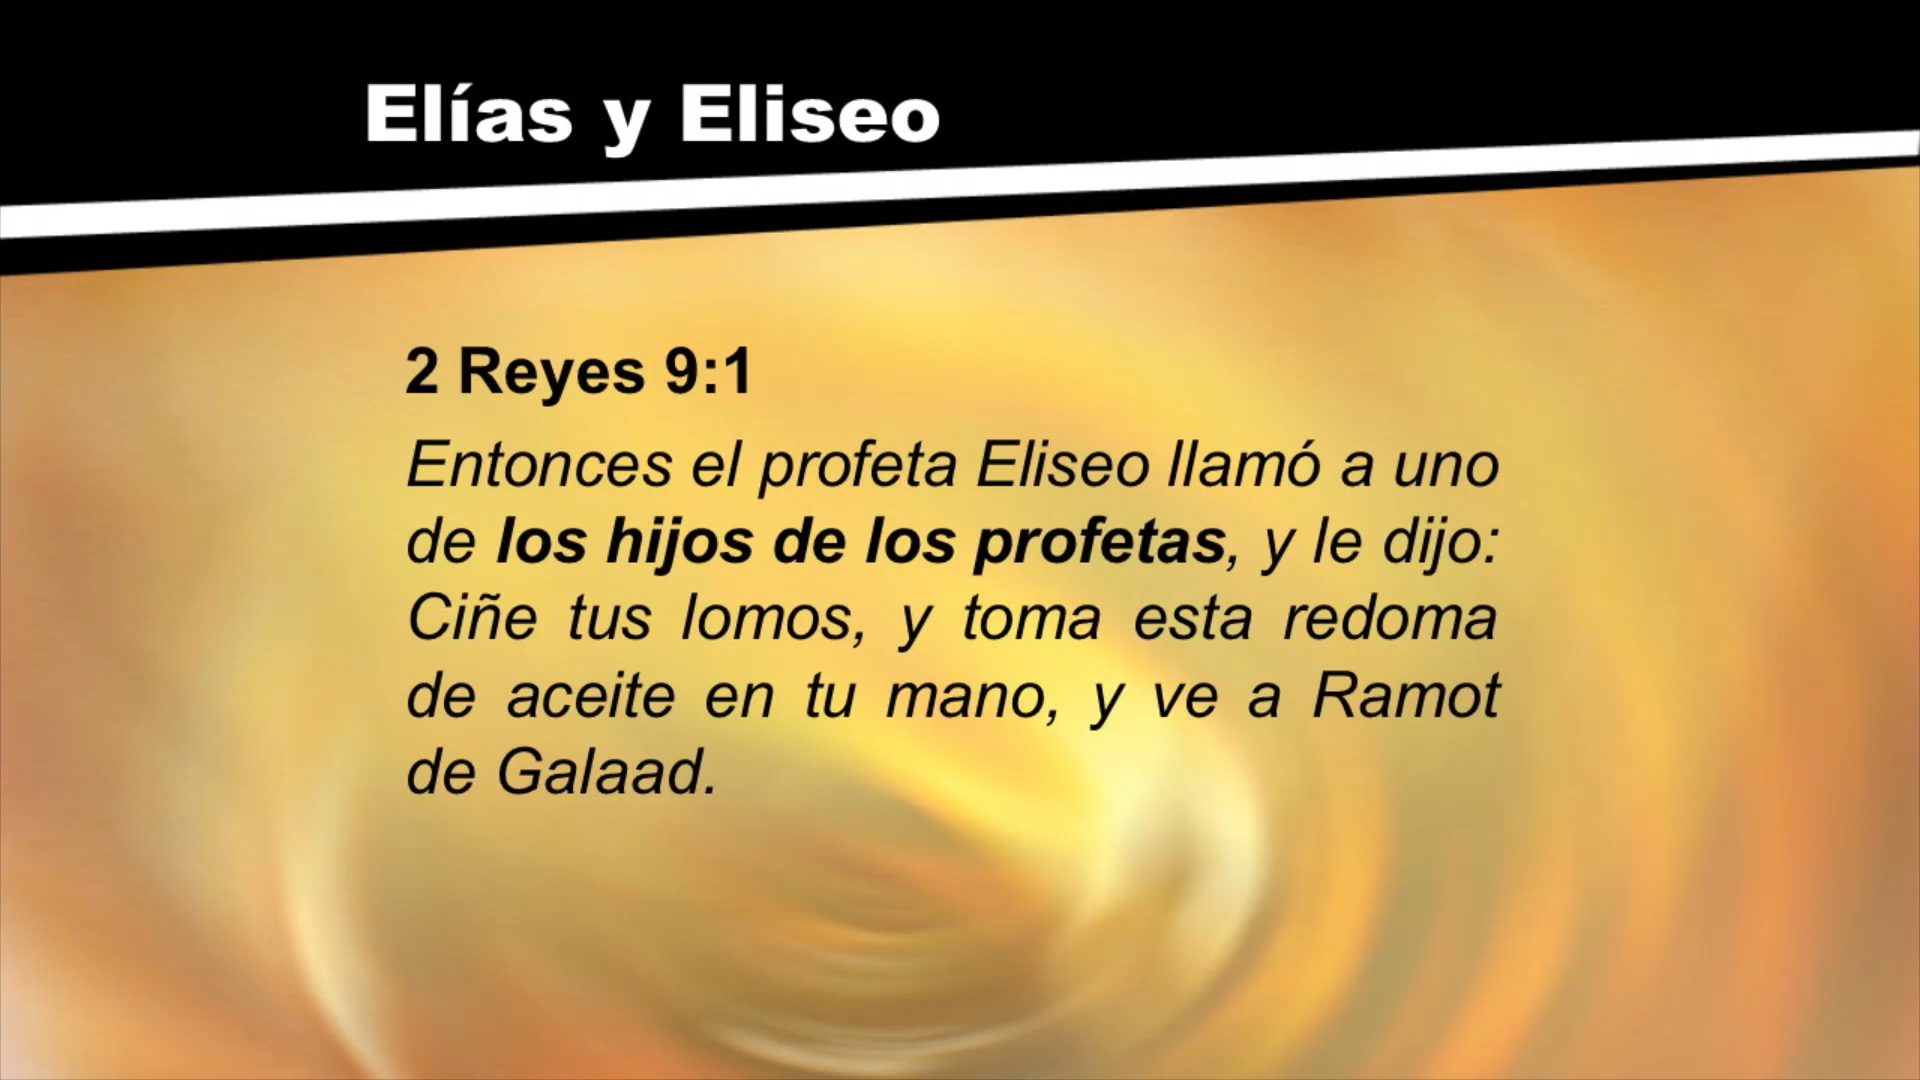 Elías y Eliseo
2 Reyes 9:1
Entonces el profeta Eliseo llamó a uno
de los hijos de los profetas, y le dijo:
Ciñe tus lomos, y toma esta redoma
de aceite en tu mano, y ve a Ramot
de Galaad.